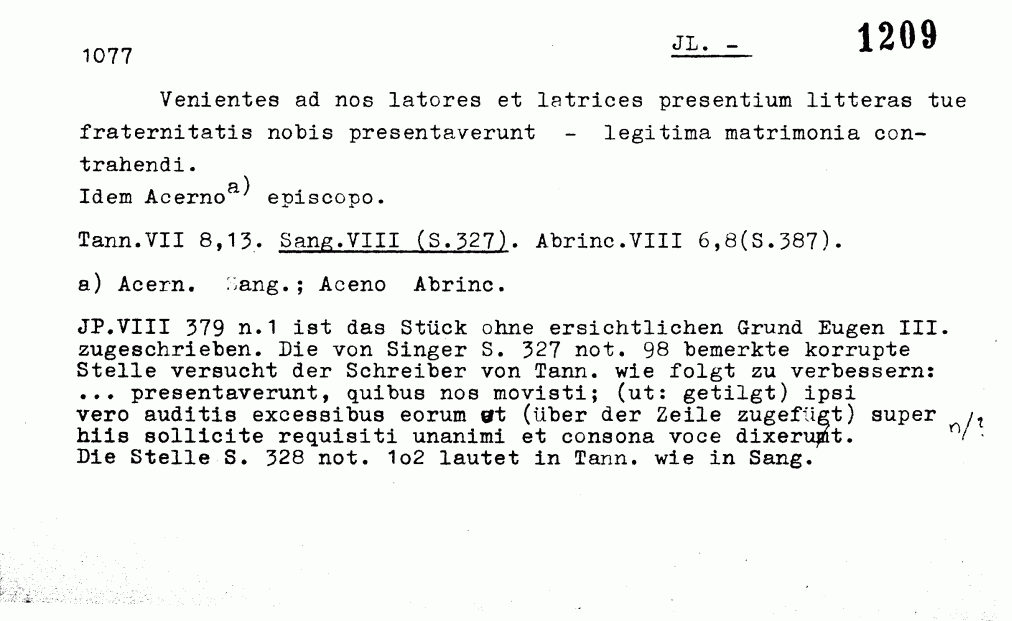 1077 JL. - 1209
Venientes ad nos latores et latrices presentium litteras tue
fraternitatis nobis presentaverunt - legitima matrimonia con-
trahendi.
Idem Acerno a) episcopo.
Tann.VII 8,13. Sang.VIII (S.327). Abrinc.VIII 6,8(S.387).
a) Acern. Sang.; Aceno Abrinc.
JP.VIII 379 n.1 ist das Stück ohne ersichtlichen Grund Eugen III.
zugeschrieben. Die von Singer S. 327 not. 98 bemerkte korrupte
Stelle versucht der Schreiber von Tann. wie folgt zu verbessern:
... presentaverunt, quibus nos movisti; (ut: getilgt) ipsi
vero auditis excessibus eorum et (über der Zeile zugefügt) super
hiis sollicite requisiti unanimi et consona voce dixerunt. n/?
Die Stelle S. 328 not. 1o2 lautet in Tann. wie in Sang.